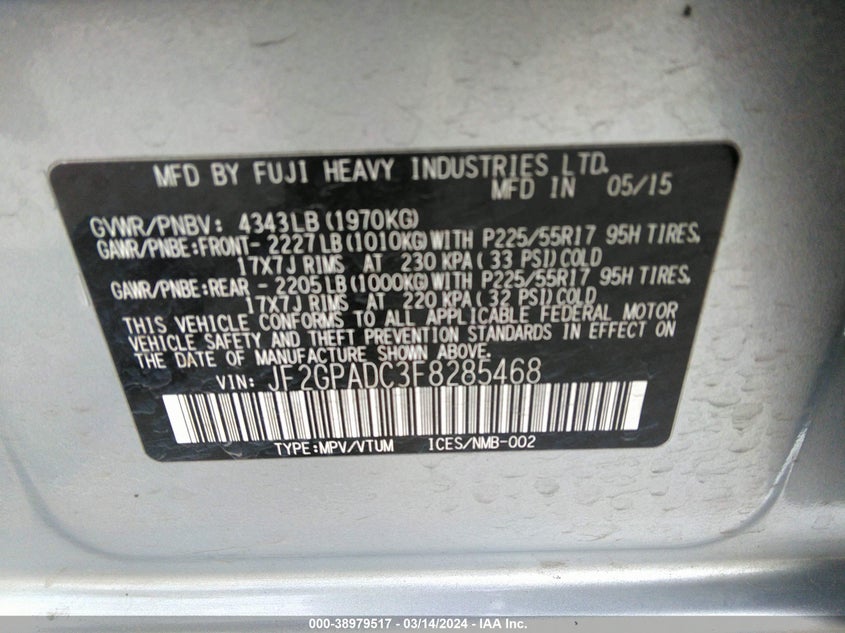 MFD BY FUJI HEAVY INDUSTRIES LTD.
MFD IN 05/15
GVWR/PNBV: 4343LB(1970KG)
GAWR/PNBE:FRONT- 2227LB(1010KG)WITH P225/55R17 95H TIRES,
17X7J RIMS AT 230 KPA( 33 PSI)COLD
GAWR/PNBE:REAR - 2205LB(1000KG)WITH P225/55R17 95H TIRES,
17X7J RIMS AT 220 KPA( 32 PSI)COLD
THIS VEHICLE CONFORMS TO ALL APPLICABLE FEDERAL MOTOR
VEHICLE SAFETY AND THEFT PREVENTION STANDARDS IN EFFECT ON
THE DATE OF MANUFACTURE SHOWN ABOVE.
VIN: JF2GPADC3F8285468
TYPE:MPV/VTUM ICES/NMB-002
000-38979517 - 03/14/2024 - IAA Inc.